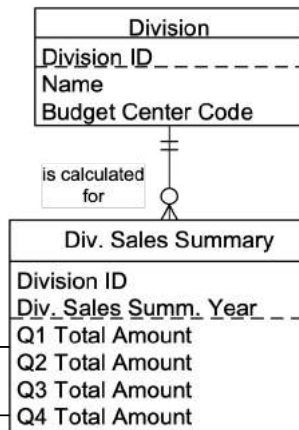 Division
Division ID
Name
Budget Center Code
is calculated
for
Div. Sales Summary
Division ID
Div. Sales Summ. Year
Q1 Total Amount
Q2 Total Amount
Q3 Total Amount
Q4 Total Amount